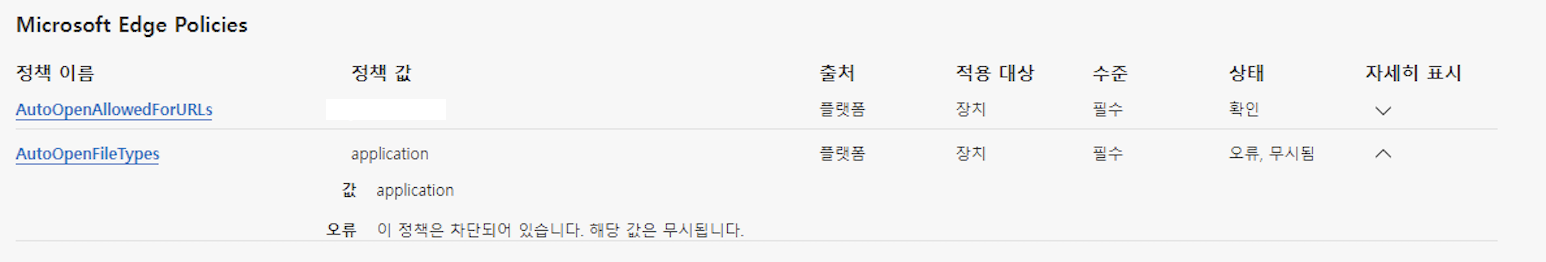 Microsoft Edge Policies
정책 이름 정책 값 출처 적용 대상 수준 상태 자세히 표시
AutoOpenAllowedForURLs 플랫폼 장치 필수 확인
AutoOpenFileTypes application 플랫폼 장치 필수 오류, 무시됨
값 application
오류 이 정책은 차단되어 있습니다. 해당 값은 무시됩니다.